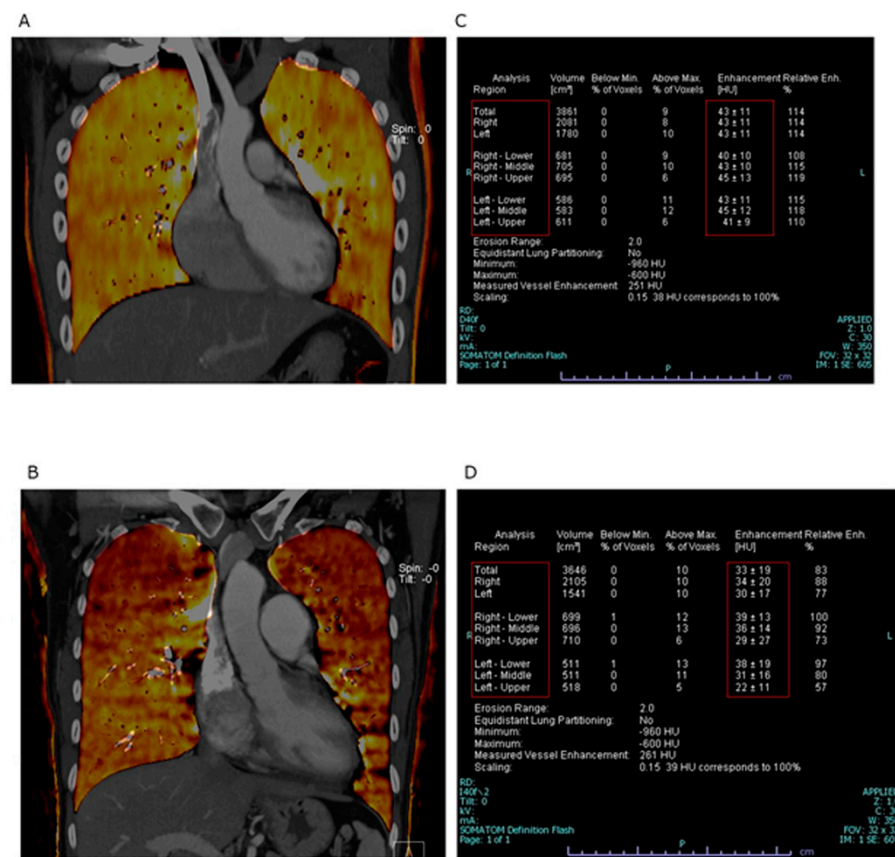 A
C
Spin: 0
Tilt: 0
Analysis Region Volume [cm³] Below Min. % of Voxels Above Max. % of Voxels Enhancement [HU] Relative Enh. %
Total 3861 0 9 43 ± 11 114
Right 2081 0 8 43 ± 11 114
Left 1780 0 10 43 ± 11 114
Right - Lower 681 0 9 40 ± 10 108
Right - Middle 705 0 10 43 ± 10 115
Right - Upper 695 0 6 45 ± 13 119
R
L
Left - Lower 586 0 11 43 ± 11 115
Left - Middle 583 0 12 45 ± 12 118
Left - Upper 611 0 6 41 ± 9 110
Erosion Range: 2.0
Equidistant Lung Partitioning: No
Minimum: -960 HU
Maximum: -600 HU
Measured Vessel Enhancement: 251 HU
Scaling: 0.15 38 HU corresponds to 100%
RD:
D40f APPLIED
Tilt: 0 Z: 1.0
kV: C: 30
mA: W: 350
SOMATOM Definition Flash FOV: 32 x 32
Page: 1 of 1 P IM: 1 SE: 605
cm
B
D
Spin: -0
Tilt: -0
Analysis Region Volume [cm³] Below Min. % of Voxels Above Max. % of Voxels Enhancement [HU] Relative Enh. %
Total 3646 0 10 33 ± 19 83
Right 2105 0 10 34 ± 20 88
Left 1541 0 10 30 ± 17 77
Right - Lower 699 1 12 39 ± 13 100
Right - Middle 696 0 13 36 ± 14 92
Right - Upper 710 0 6 29 ± 27 73
R
L
Left - Lower 511 1 13 38 ± 19 97
Left - Middle 511 0 11 31 ± 16 80
Left - Upper 518 0 5 22 ± 11 57
Erosion Range: 2.0
Equidistant Lung Partitioning: No
Minimum: -960 HU
Maximum: -600 HU
Measured Vessel Enhancement: 261 HU
Scaling: 0.15 39 HU corresponds to 100%
RD:
I40f\2 APPLIE
Tilt: 0 Z: 1.
kV: C: 3
mA: W: 35
SOMATOM Definition Flash FOV: 32 x 3
Page: 1 of 1 P IM: 1 SE: 60
cm